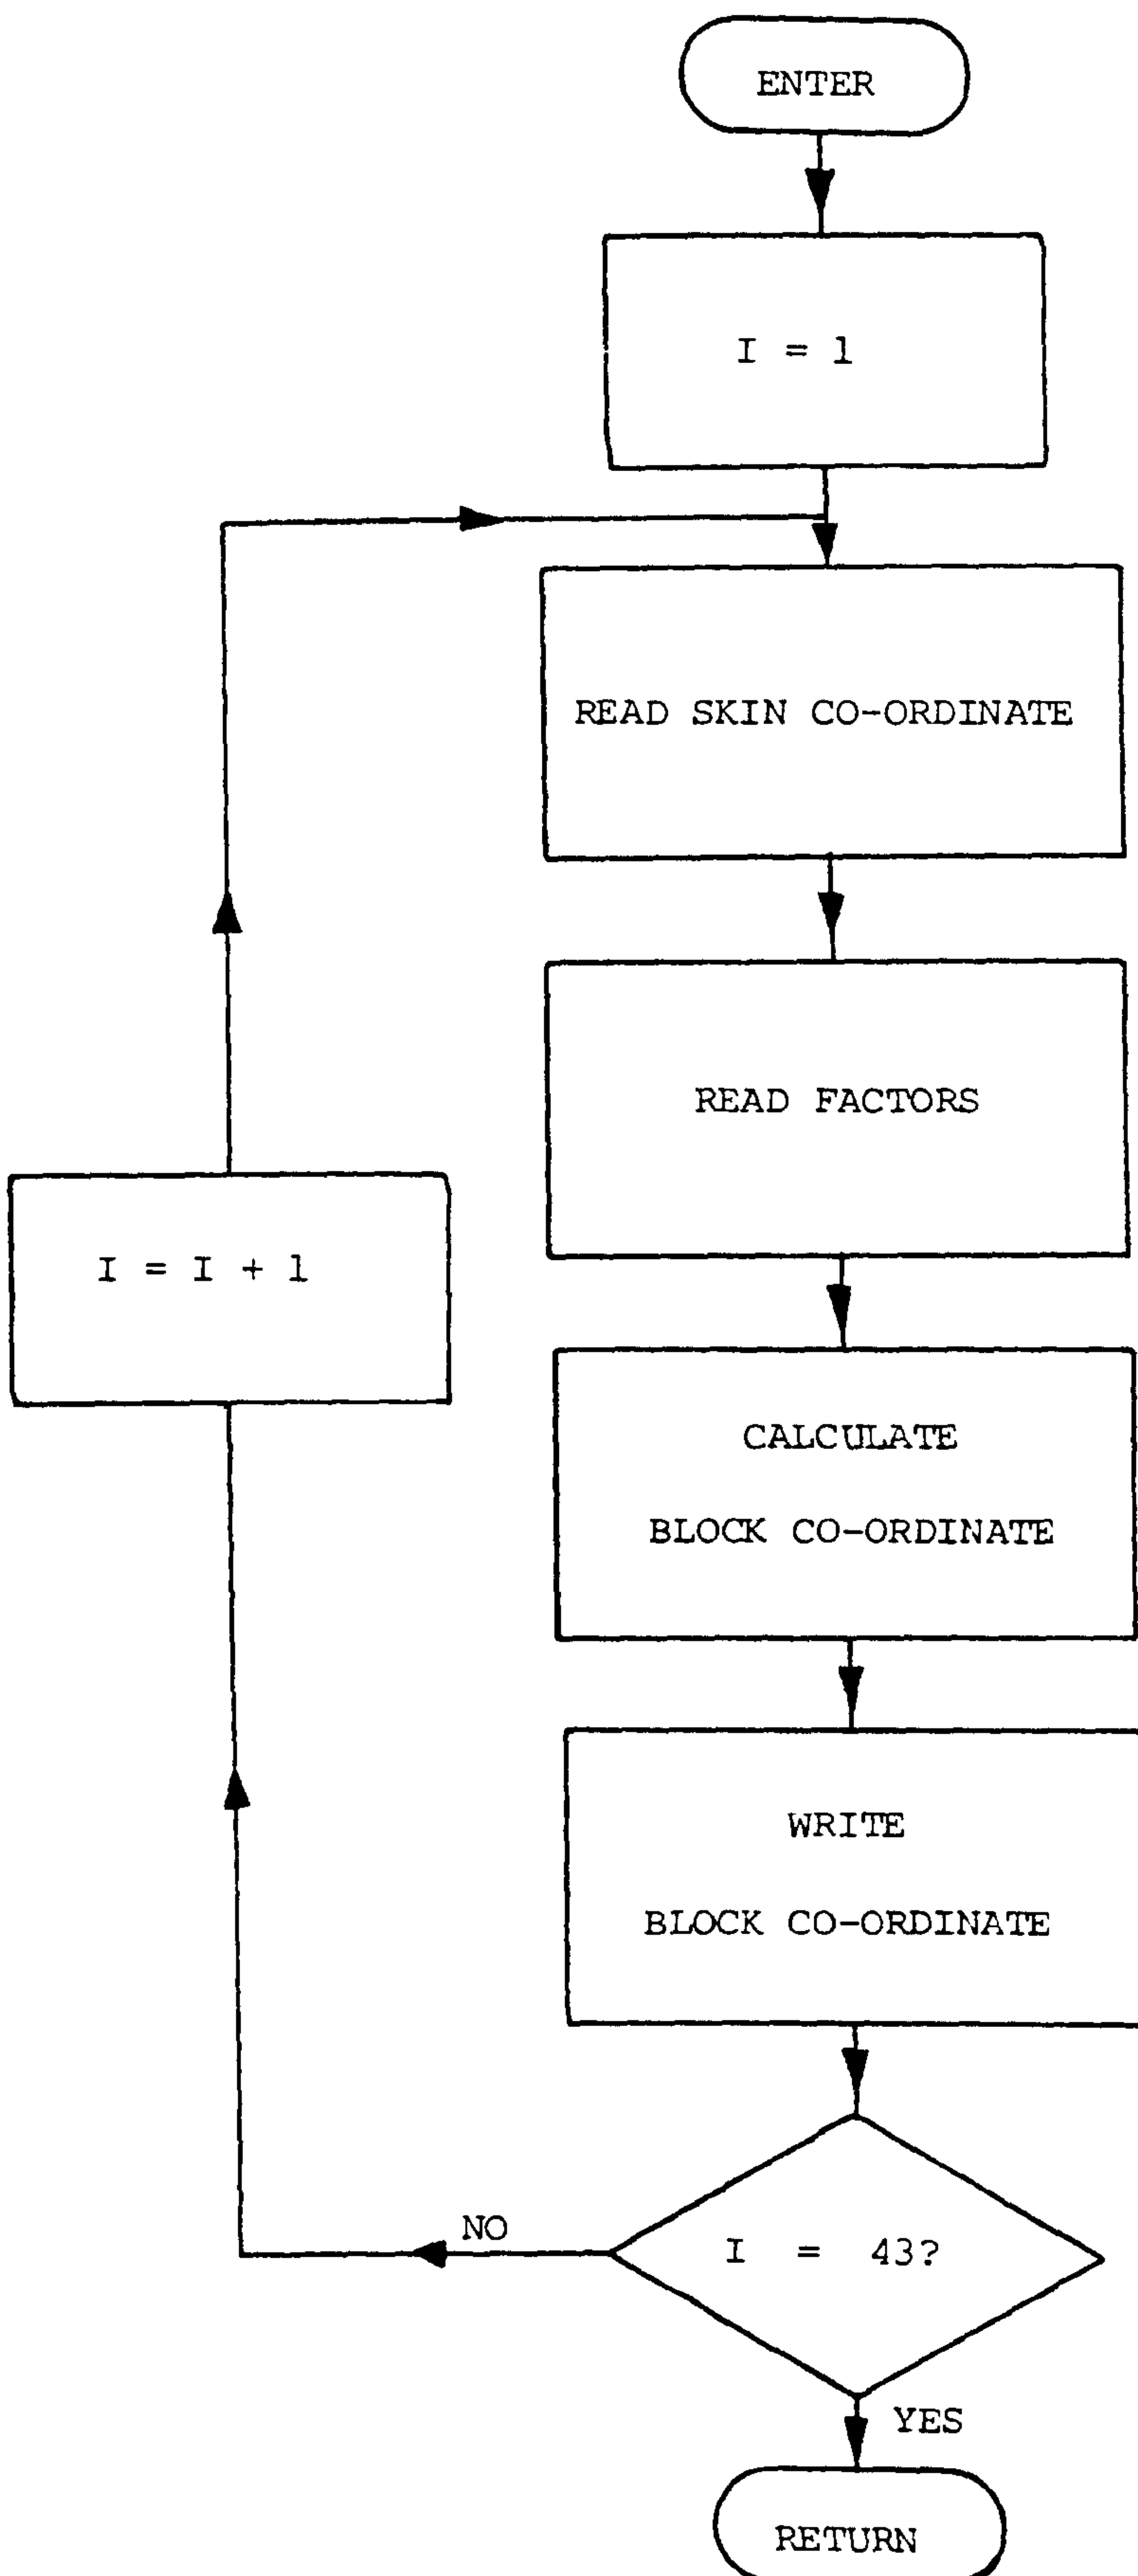 ENTER
I = 1
READ SKIN CO-ORDINATE
READ FACTORS
I = I + 1
CALCULATE
BLOCK CO-ORDINATE
WRITE
BLOCK CO-ORDINATE
NO
I = 43?
YES
RETURN